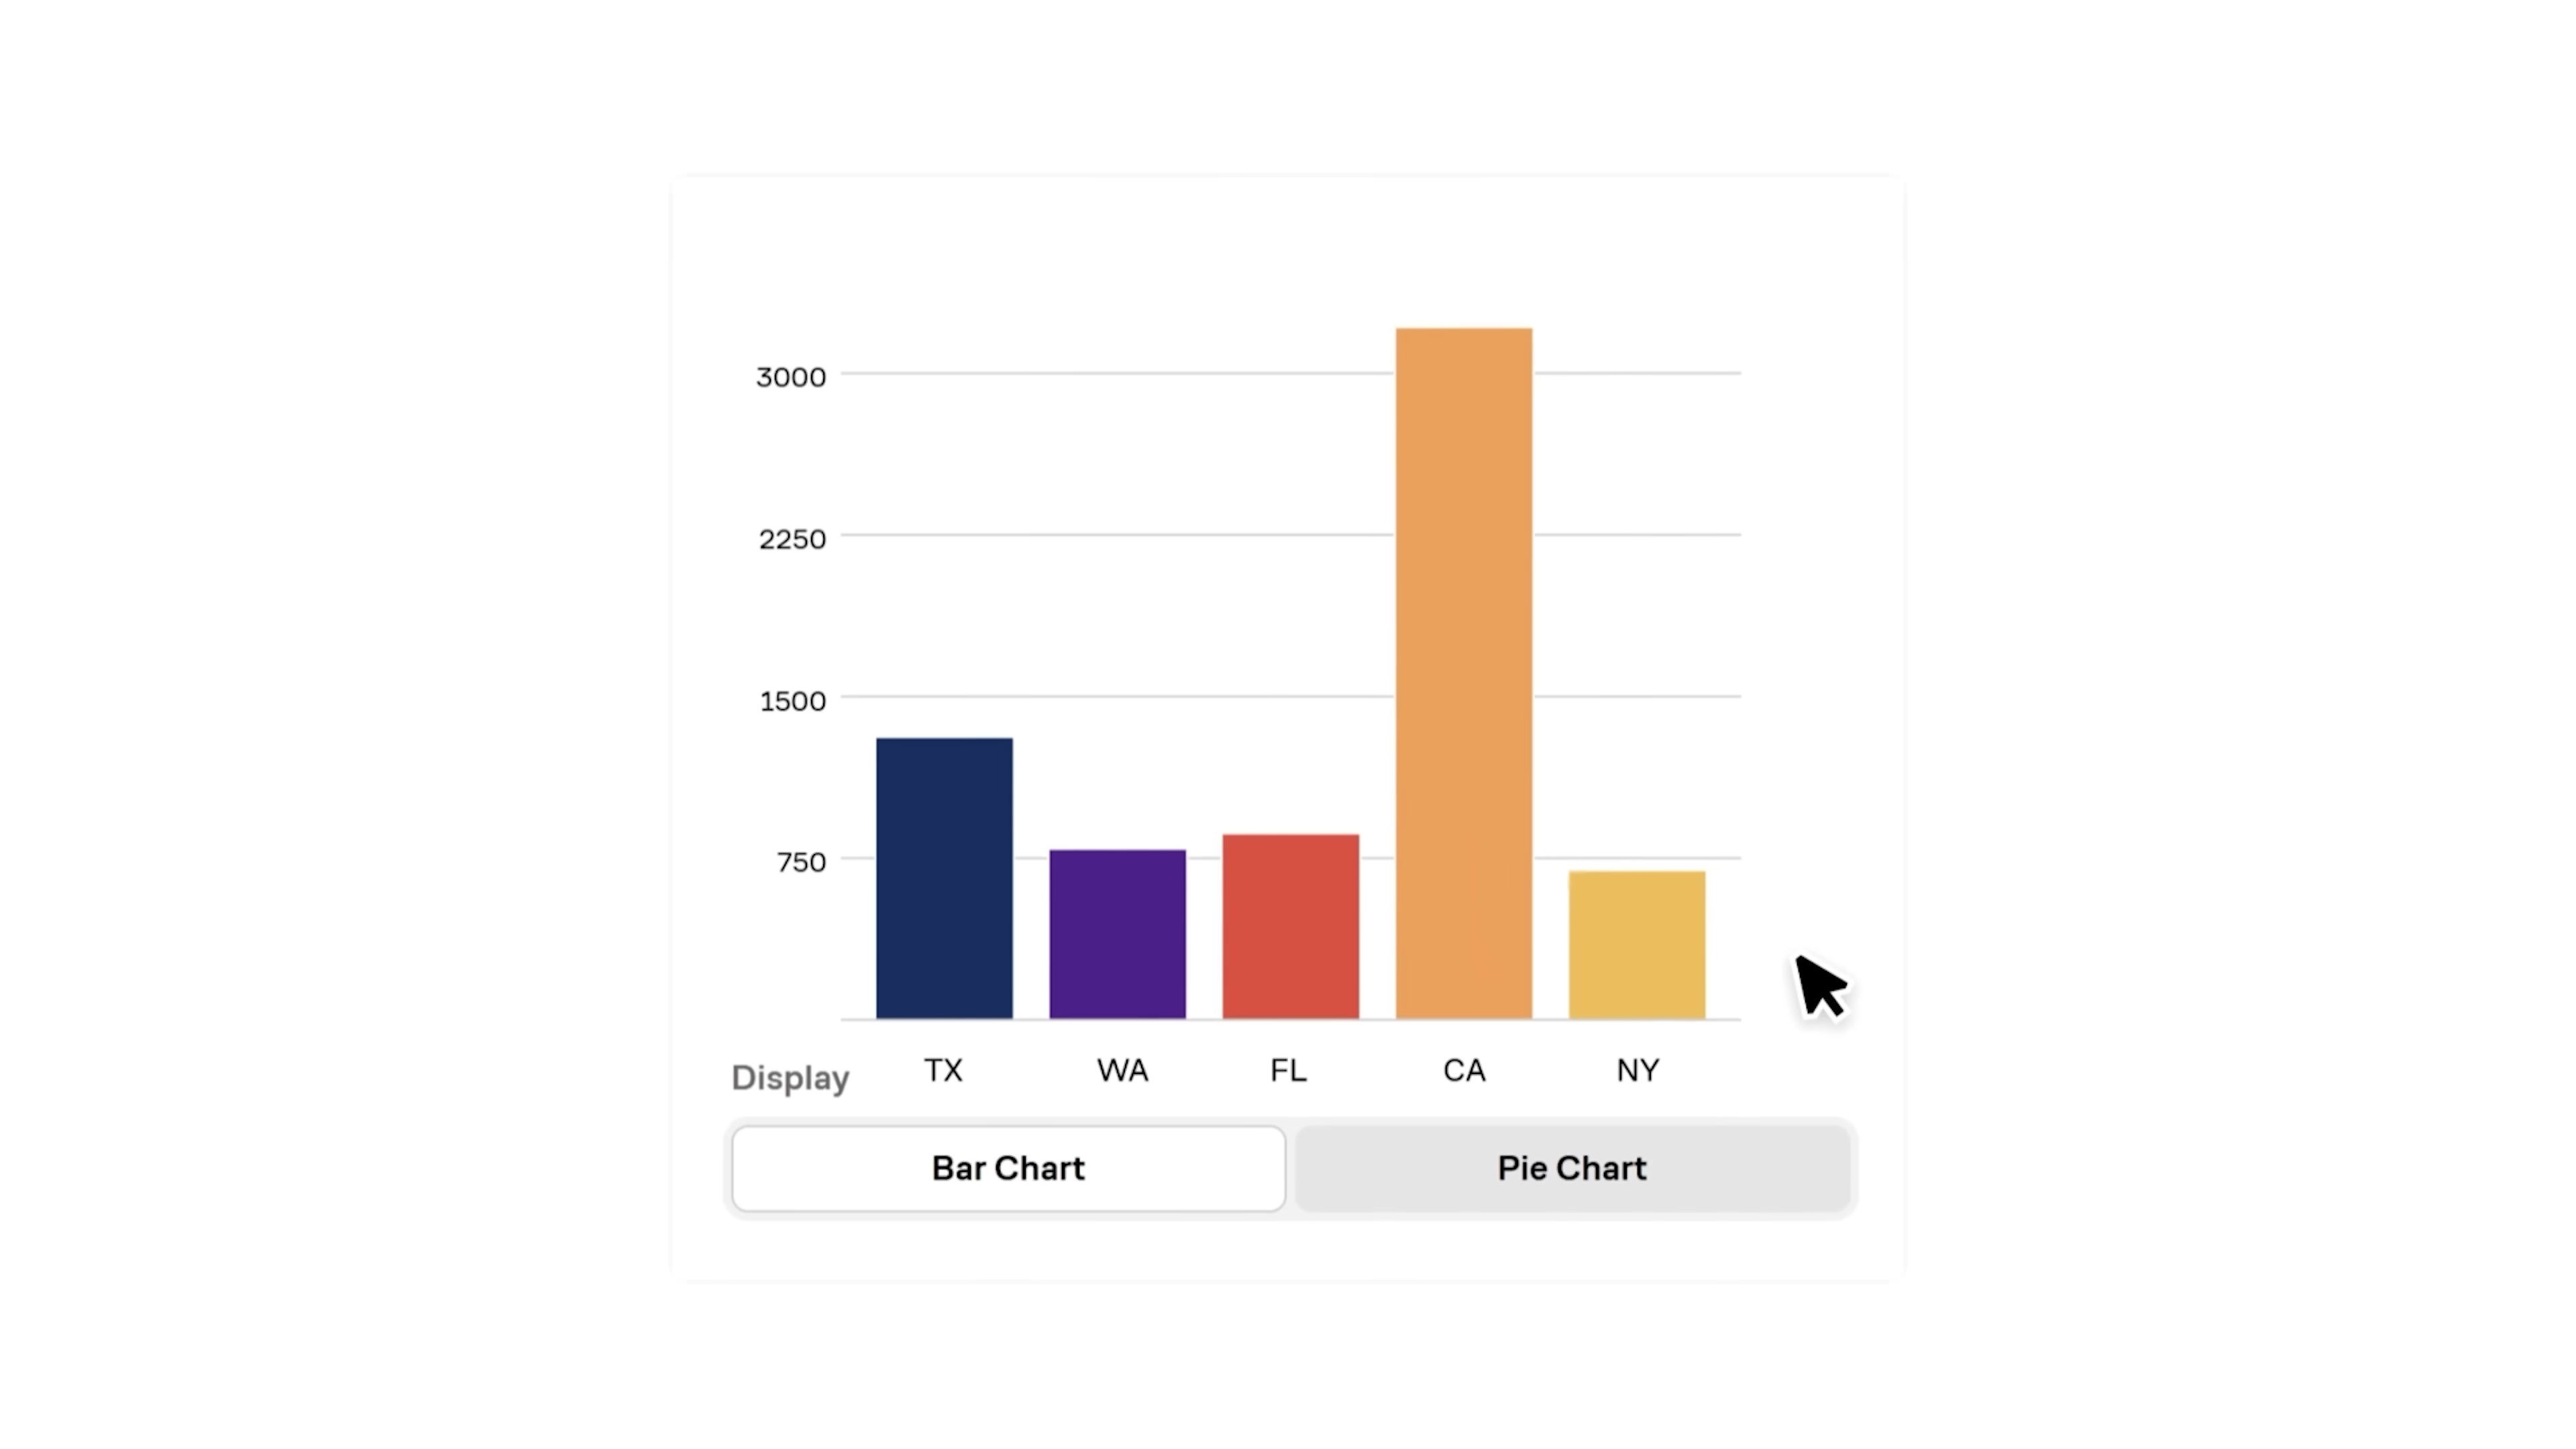 3000
2250
1500
750
TX WA FL CA NY
Display
Bar Chart Pie Chart